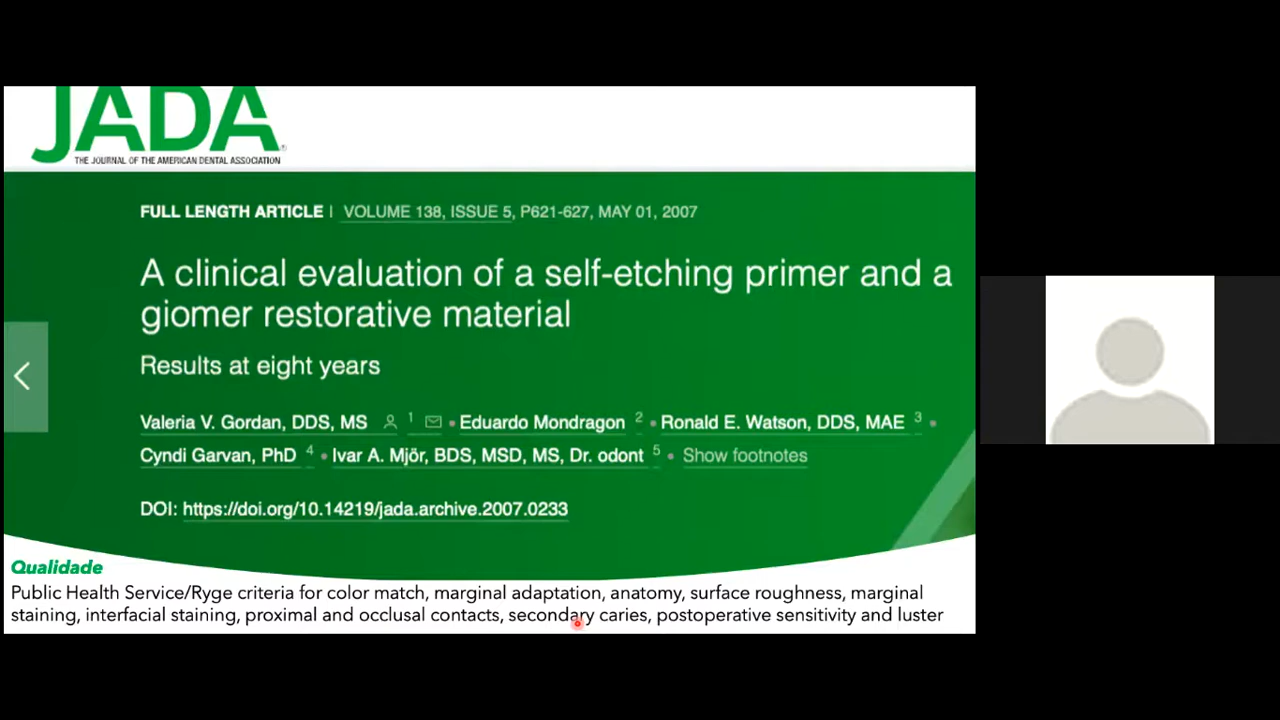 JADA
THE JOURNAL OF THE AMERICAN DENTAL ASSOCIATION
FULL LENGTH ARTICLE | VOLUME 138, ISSUE 5, P621-627, MAY 01, 2007
A clinical evaluation of a self-etching primer and a
giomer restorative material
Results at eight years
Valeria V. Gordan, DDS, MS 1 • Eduardo Mondragon 2 • Ronald E. Watson, DDS, MAE 3 •
Cyndi Garvan, PhD 4 • Ivar A. Mjör, BDS, MSD, MS, Dr. odont 5 • Show footnotes
DOI: https://doi.org/10.14219/jada.archive.2007.0233
Qualidade
Public Health Service/Ryge criteria for color match, marginal adaptation, anatomy, surface roughness, marginal
staining, interfacial staining, proximal and occlusal contacts, secondary caries, postoperative sensitivity and luster